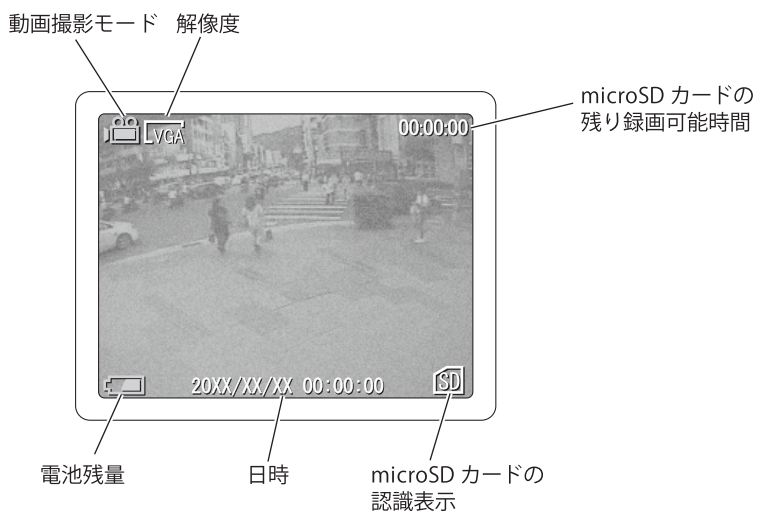 動画撮影モード 解像度
microSD カードの
残り録画可能時間
VGA
00:00:00
20XX/XX/XX 00:00:00
SD
電池残量
日時
microSD カードの
認識表示